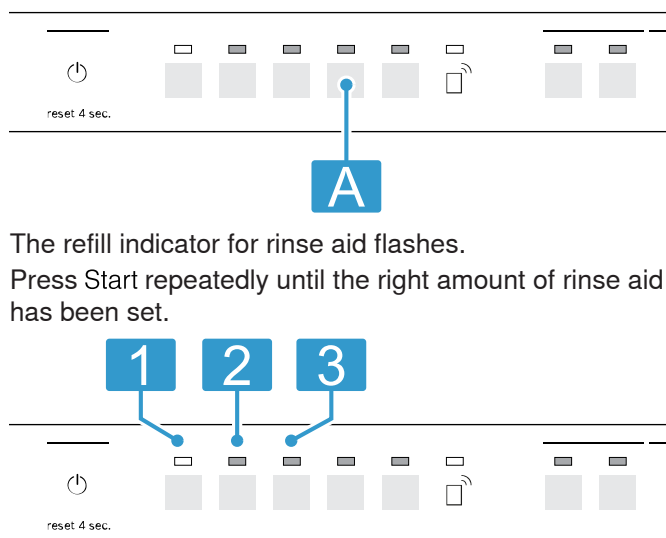 reset 4 sec.
A
The refill indicator for rinse aid flashes.
Press Start repeatedly until the right amount of rinse aid
has been set.
1 2 3
reset 4 sec.